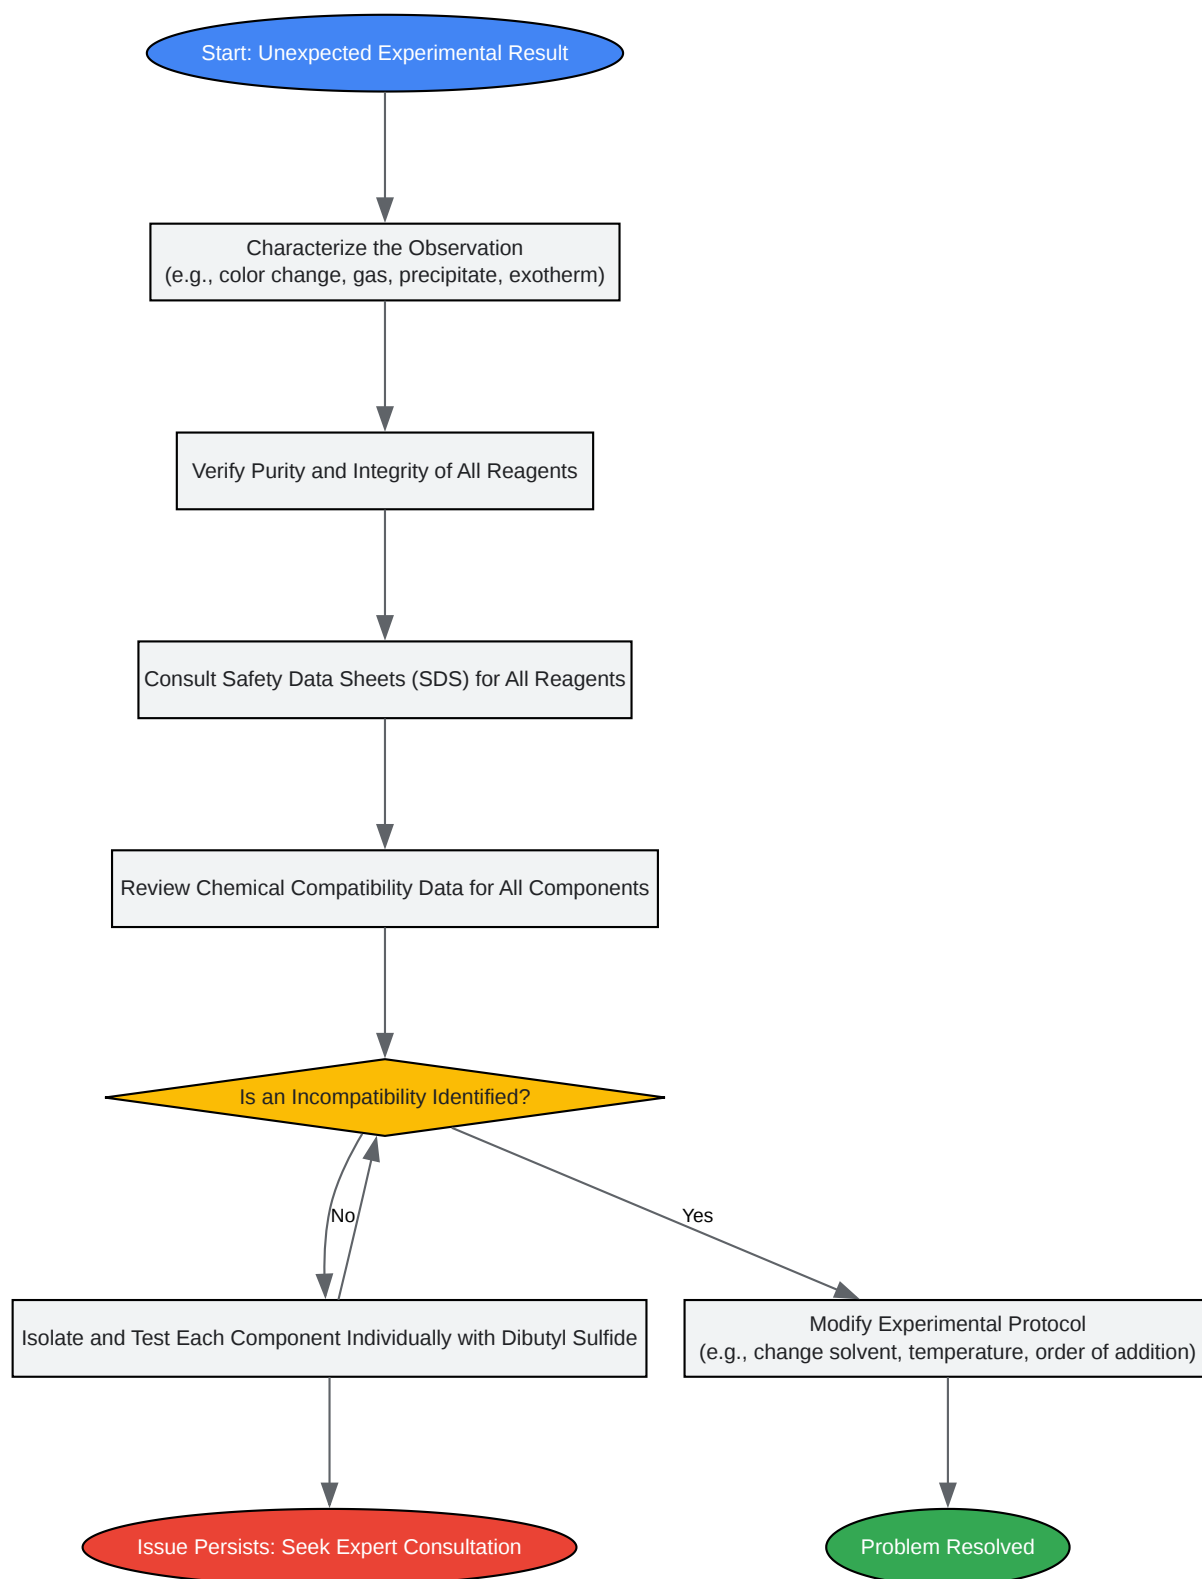 Start: Unexpected Experimental Result
Characterize the Observation
(e.g., color change, gas, precipitate, exotherm)
Verify Purity and Integrity of All Reagents
Consult Safety Data Sheets (SDS) for All Reagents
Review Chemical Compatibility Data for All Components
Is an Incompatibility Identified?
No
Yes
Isolate and Test Each Component Individually with Dibutyl Sulfide
Modify Experimental Protocol
(e.g., change solvent, temperature, order of addition)
Issue Persists: Seek Expert Consultation
Problem Resolved